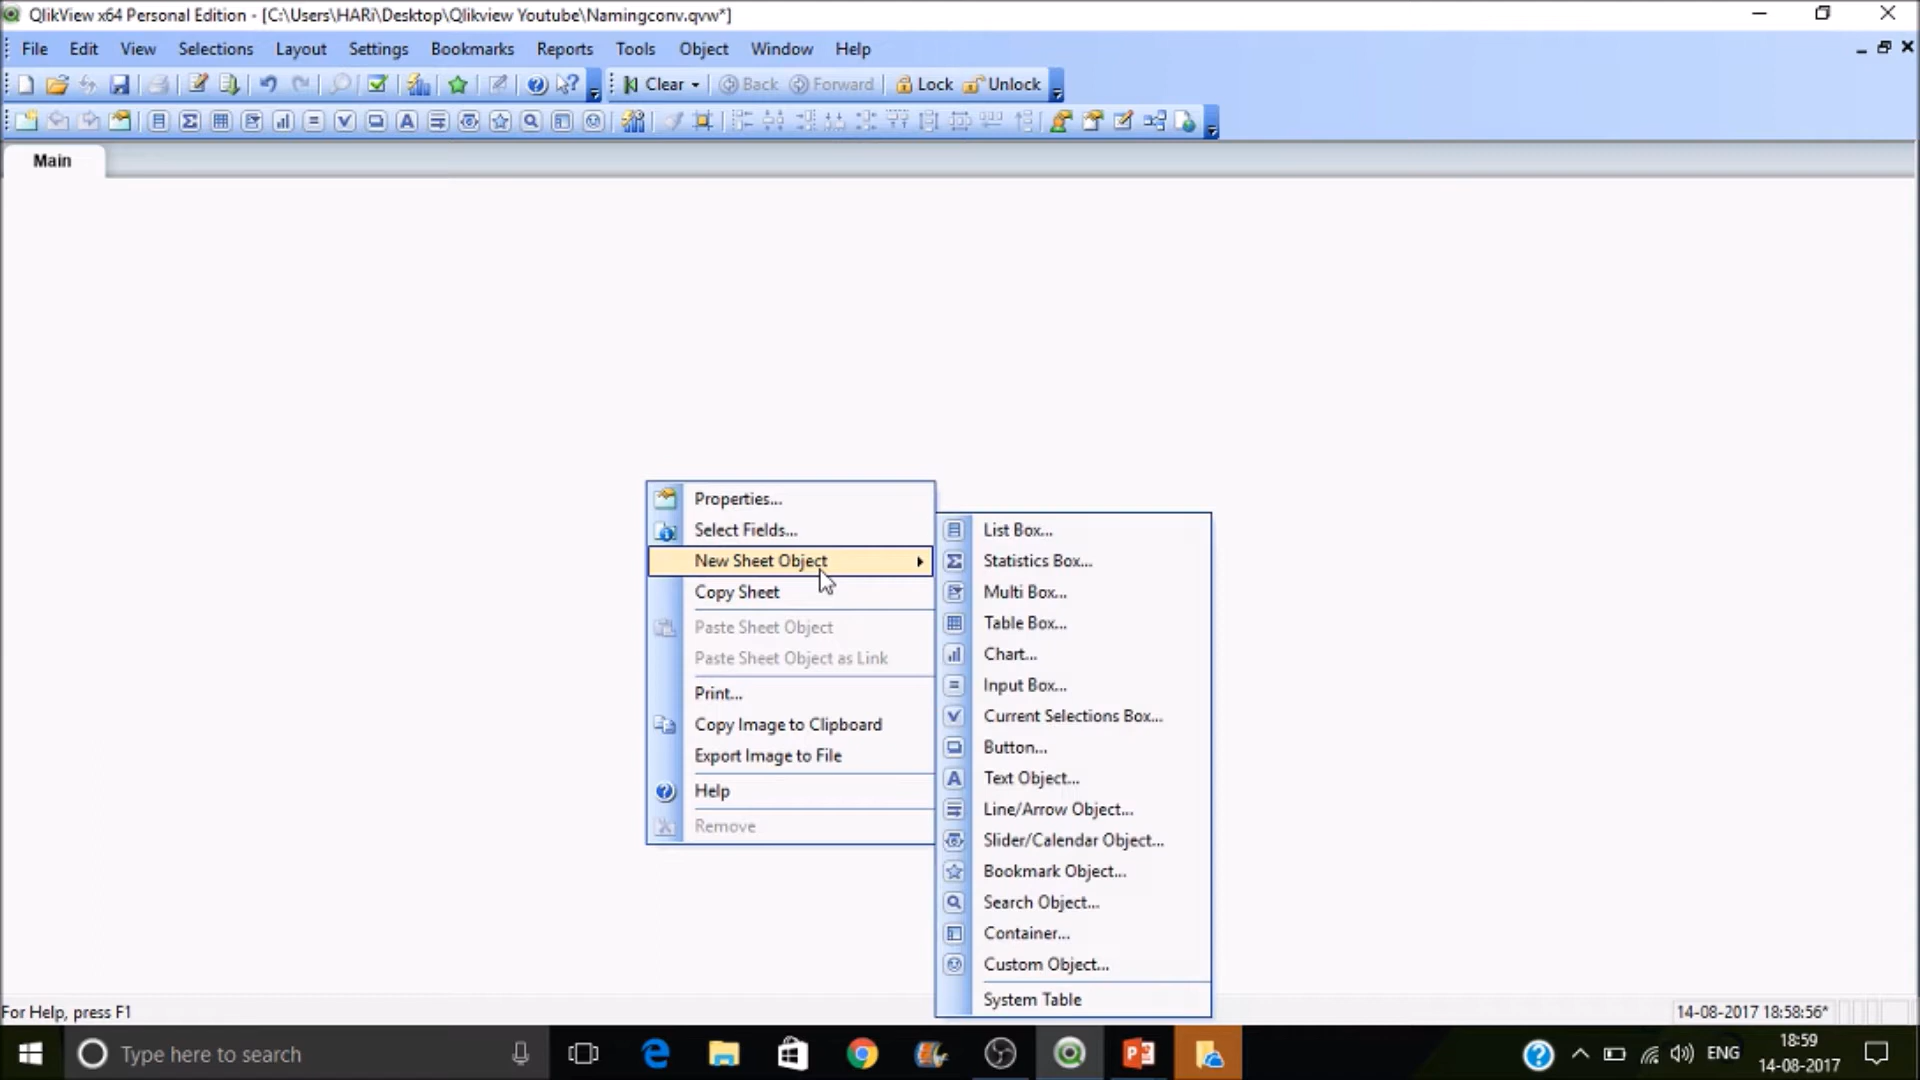 QlikView x64 Personal Edition - [C:\Users\HARi\Desktop\Qlikview Youtube\Namingconv.qvw*]
File Edit View Selections Layout Settings Bookmarks Reports Tools Object Window Help
Clear Back Forward Lock Unlock
Main
Properties...
Select Fields...
New Sheet Object
Copy Sheet
Paste Sheet Object
Paste Sheet Object as Link
Print...
Copy Image to Clipboard
Export Image to File
Help
Remove
List Box...
Statistics Box...
Multi Box...
Table Box...
Chart...
Input Box...
Current Selections Box...
Button...
Text Object...
Line/Arrow Object...
Slider/Calendar Object...
Bookmark Object...
Search Object...
Container...
Custom Object...
System Table
For Help, press F1
14-08-2017 18:58:56*
Type here to search
ENG
18:59
14-08-2017